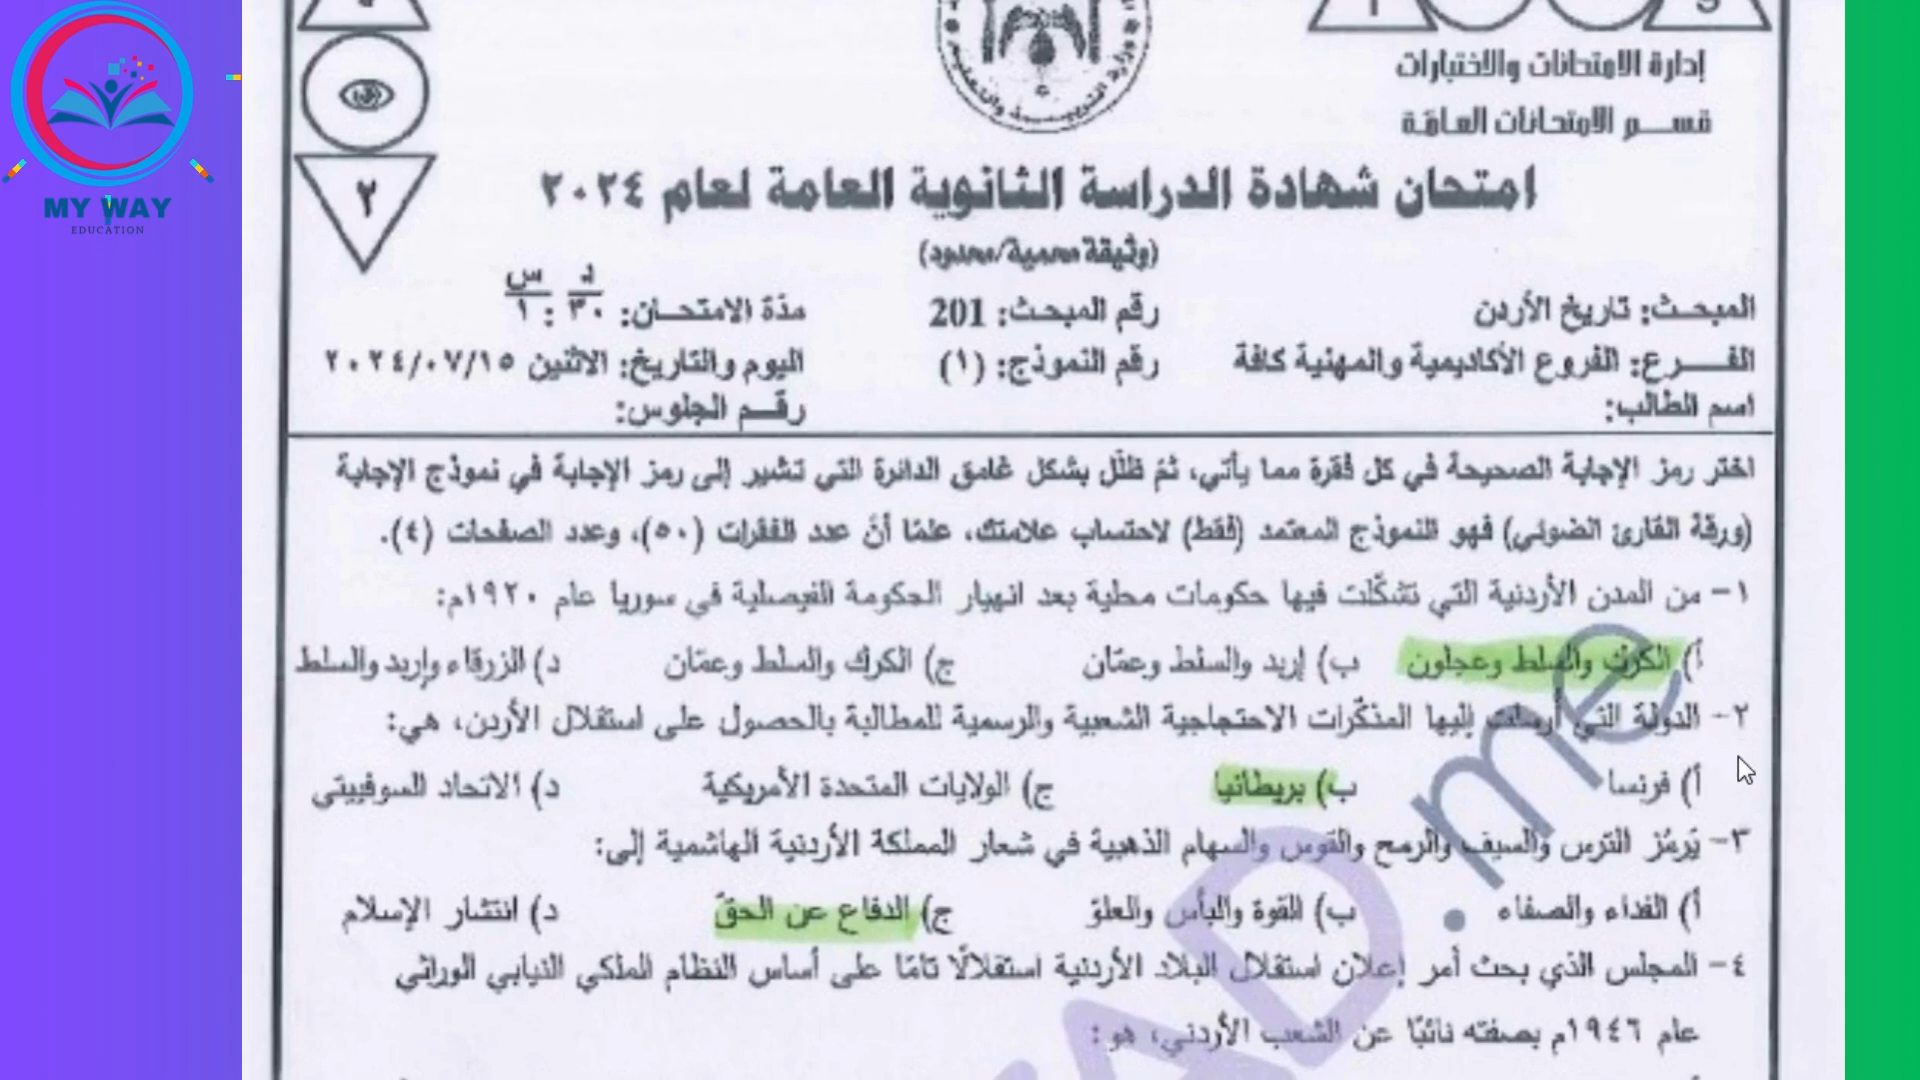 MY WAY
EDUCATION
إدارة الامتحانات والاختبارات
قسم الامتحانات العامة
٢
امتحان شهادة الدراسة الثانوية العامة لعام ٢٠٢٤
(وثيقة محمية/محدود)
د س
المبحث: تاريخ الأردن رقم المبحث: 201 مدّة الامتحان: ٣٠ : ١
الفرع: الفروع الأكاديمية والمهنية كافة رقم النموذج: (١) اليوم والتاريخ: الاثنين ٢٠٢٤/٠٧/١٥
اسم الطالب: رقم الجلوس:
اختر رمز الإجابة الصحيحة في كل فقرة مما يأتي، ثمّ ظلّل بشكل غامق الدائرة التي تشير إلى رمز الإجابة في نموذج الإجابة
(ورقة القارئ الضوئي) فهو النموذج المعتمد (فقط) لاحتساب علامتك، علمًا أنّ عدد الفقرات (٥٠)، وعدد الصفحات (٤).
١- من المدن الأردنية التي تشكّلت فيها حكومات محلية بعد انهيار الحكومة الفيصلية في سوريا عام ١٩٢٠م:
أ) الكرك والسلط وعجلون ب) إربد والسلط وعمّان ج) الكرك والسلط وعمّان د) الزرقاء وإربد والسلط
٢- الدولة التي أرسلت إليها المذكّرات الاحتجاجية الشعبية والرسمية للمطالبة بالحصول على استقلال الأردن، هي:
أ) فرنسا ب) بريطانيا ج) الولايات المتحدة الأمريكية د) الاتحاد السوفييتي
٣- يَرمُز الترس والسيف والرمح والقوس والسهام الذهبية في شعار المملكة الأردنية الهاشمية إلى:
أ) الفداء والصفاء ب) القوة والبأس والعلوّ ج) الدفاع عن الحقّ د) انتشار الإسلام
٤- المجلس الذي بحث أمر إعلان استقلال البلاد الأردنية استقلالًا تامًا على أساس النظام الملكي النيابي الوراثي
عام ١٩٤٦م بصفته نائبًا عن الشعب الأردني، هو:
.me